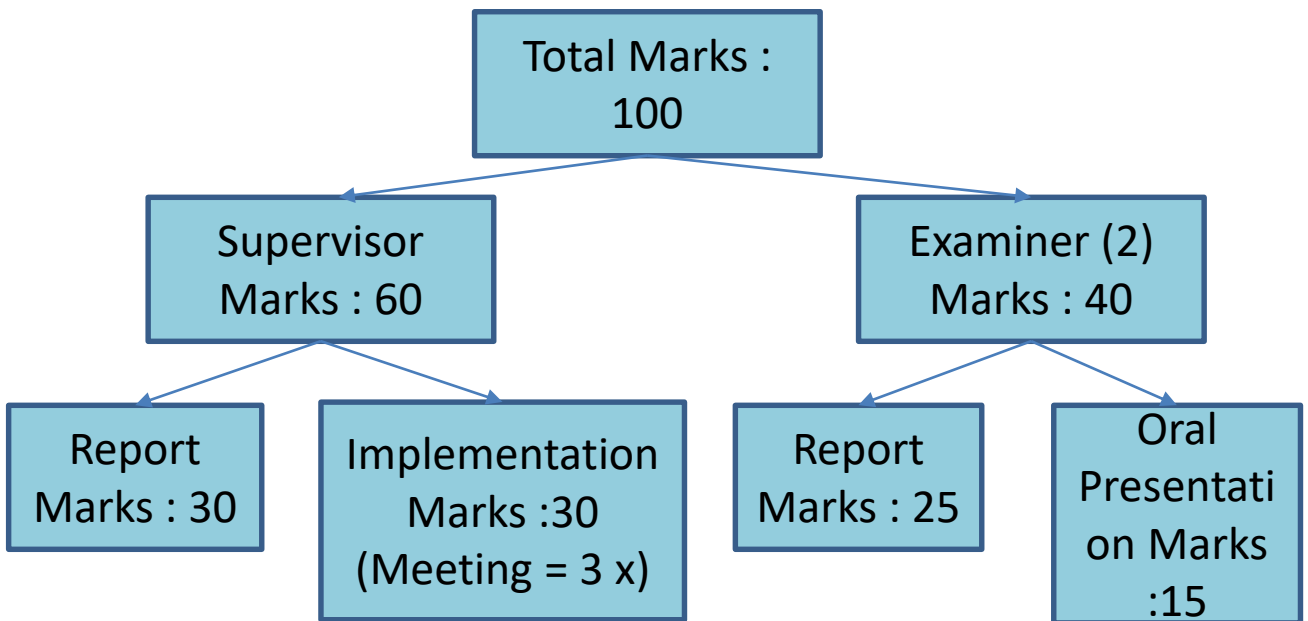 Total Marks :
100
Supervisor
Marks : 60
Examiner (2)
Marks : 40
Report
Marks : 30
Implementation
Marks :30
(Meeting = 3 x)
Report
Marks : 25
Oral
Presentati
on Marks
:15